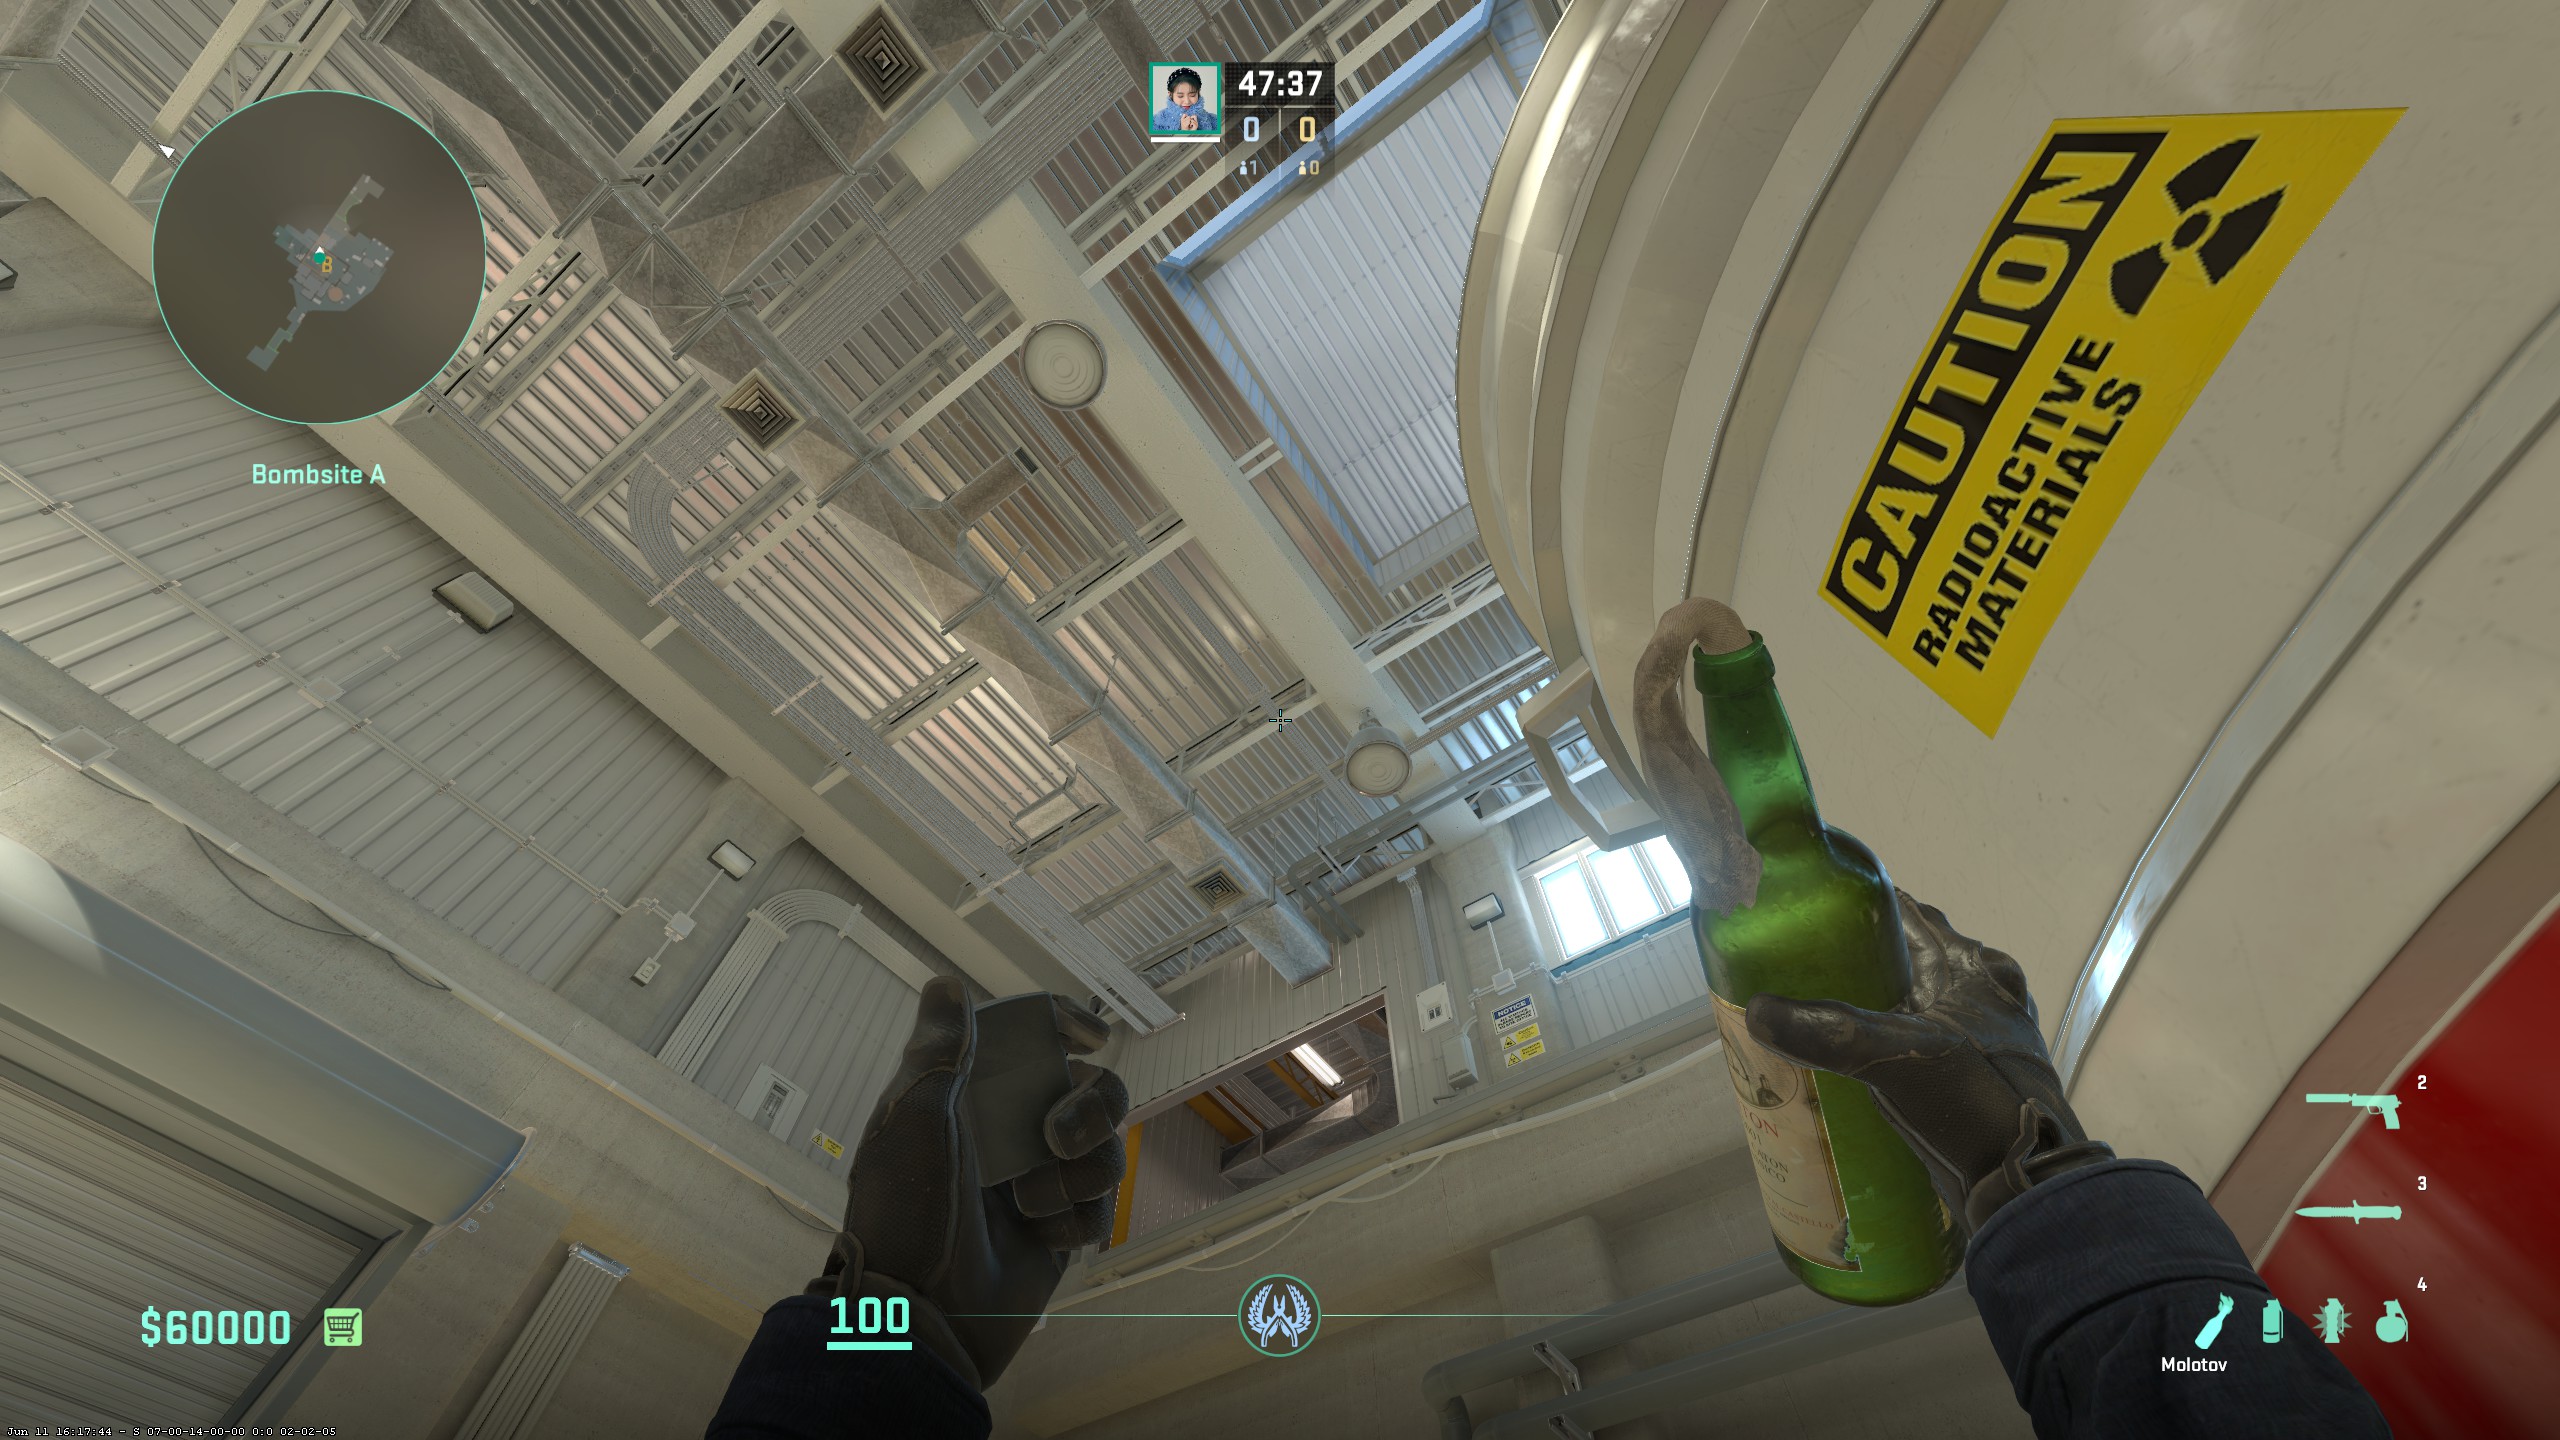 47:37
0 0
1 0
B
Bombsite A
CAUTION
RADIOACTIVE
MATERIALS
NOTICE
2
3
4
Molotov
$60000
100
Jun 11 16:17:44 - S 07-00-14-00-00 0:0 02-02-05